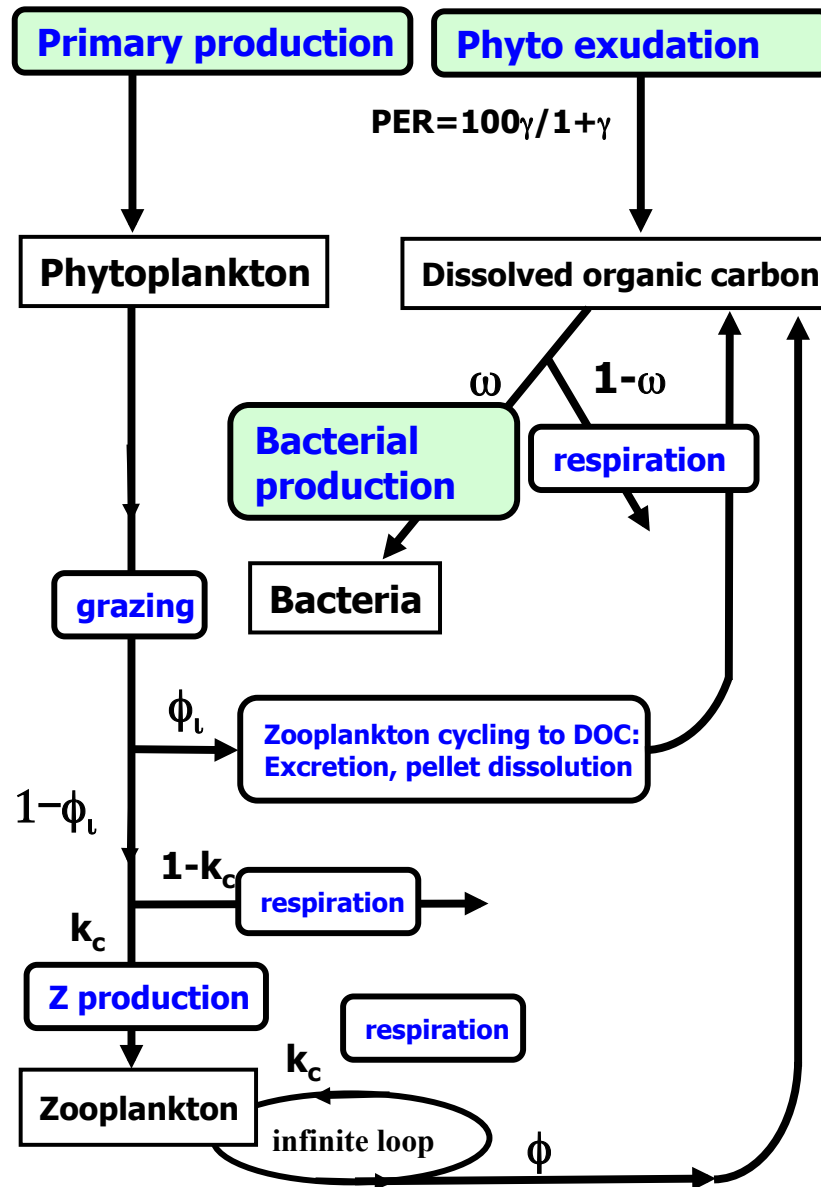 Primary production
Phyto exudation
PER=100γ/1+γ
Phytoplankton
Dissolved organic carbon
ω
1-ω
Bacterial
production
respiration
Bacteria
grazing
ϕι
Zooplankton cycling to DOC:
Excretion, pellet dissolution
1−ϕι
1-kc
respiration
kc
Z production
respiration
kc
Zooplankton
infinite loop
ϕ